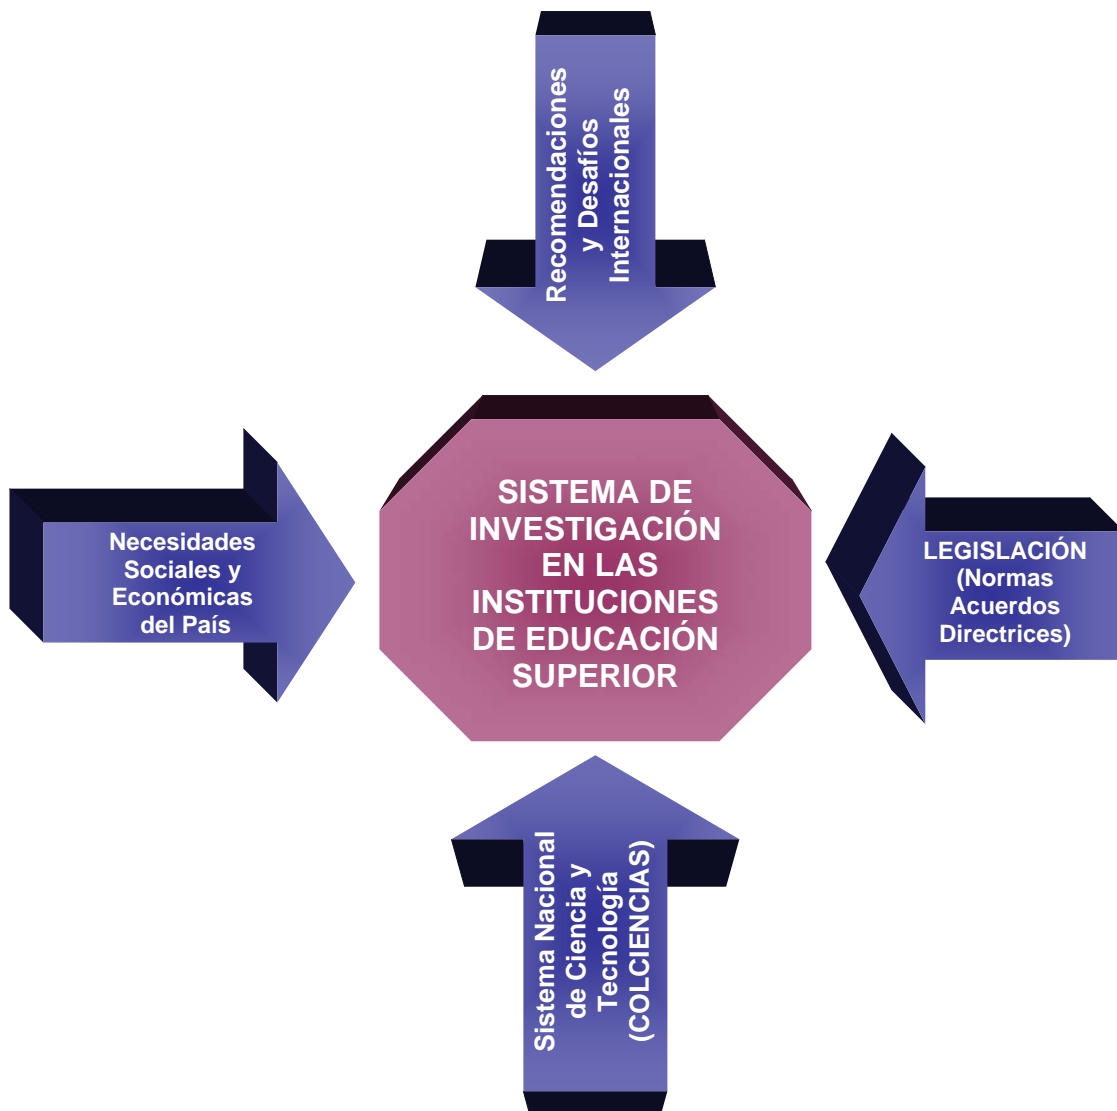 Recomendaciones
y Desafíos
Internacionales
Necesidades
Sociales y
Económicas
del País
SISTEMA DE
INVESTIGACIÓN
EN LAS
INSTITUCIONES
DE EDUCACIÓN
SUPERIOR
LEGISLACIÓN
(Normas
Acuerdos
Directrices)
Sistema Nacional
de Ciencia y
Tecnología
(COLCIENCIAS)